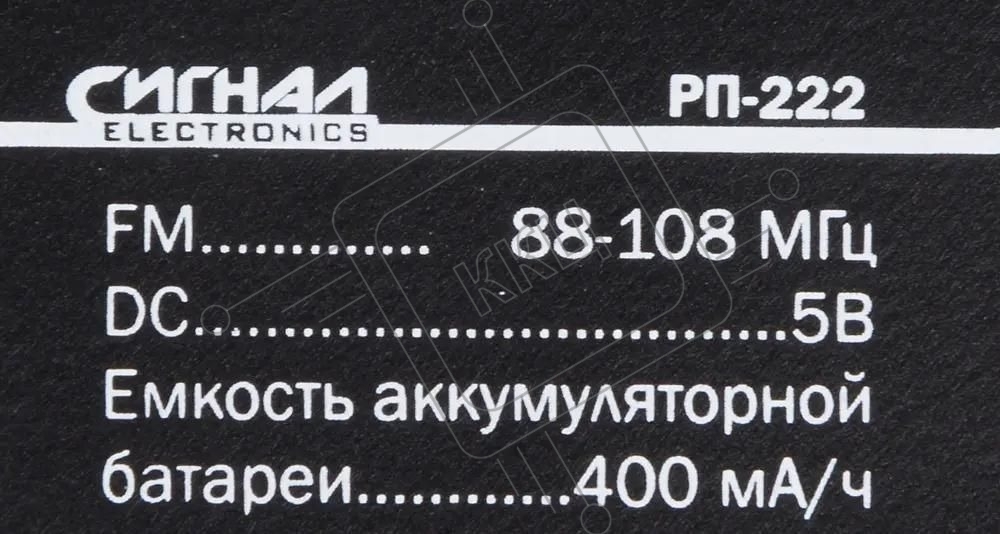 СИГНАЛ РП-222
ELECTRONICS
FM............. 88-108 МГц
DC.................................5В
Емкость аккумуляторной
батареи............400 мА/ч